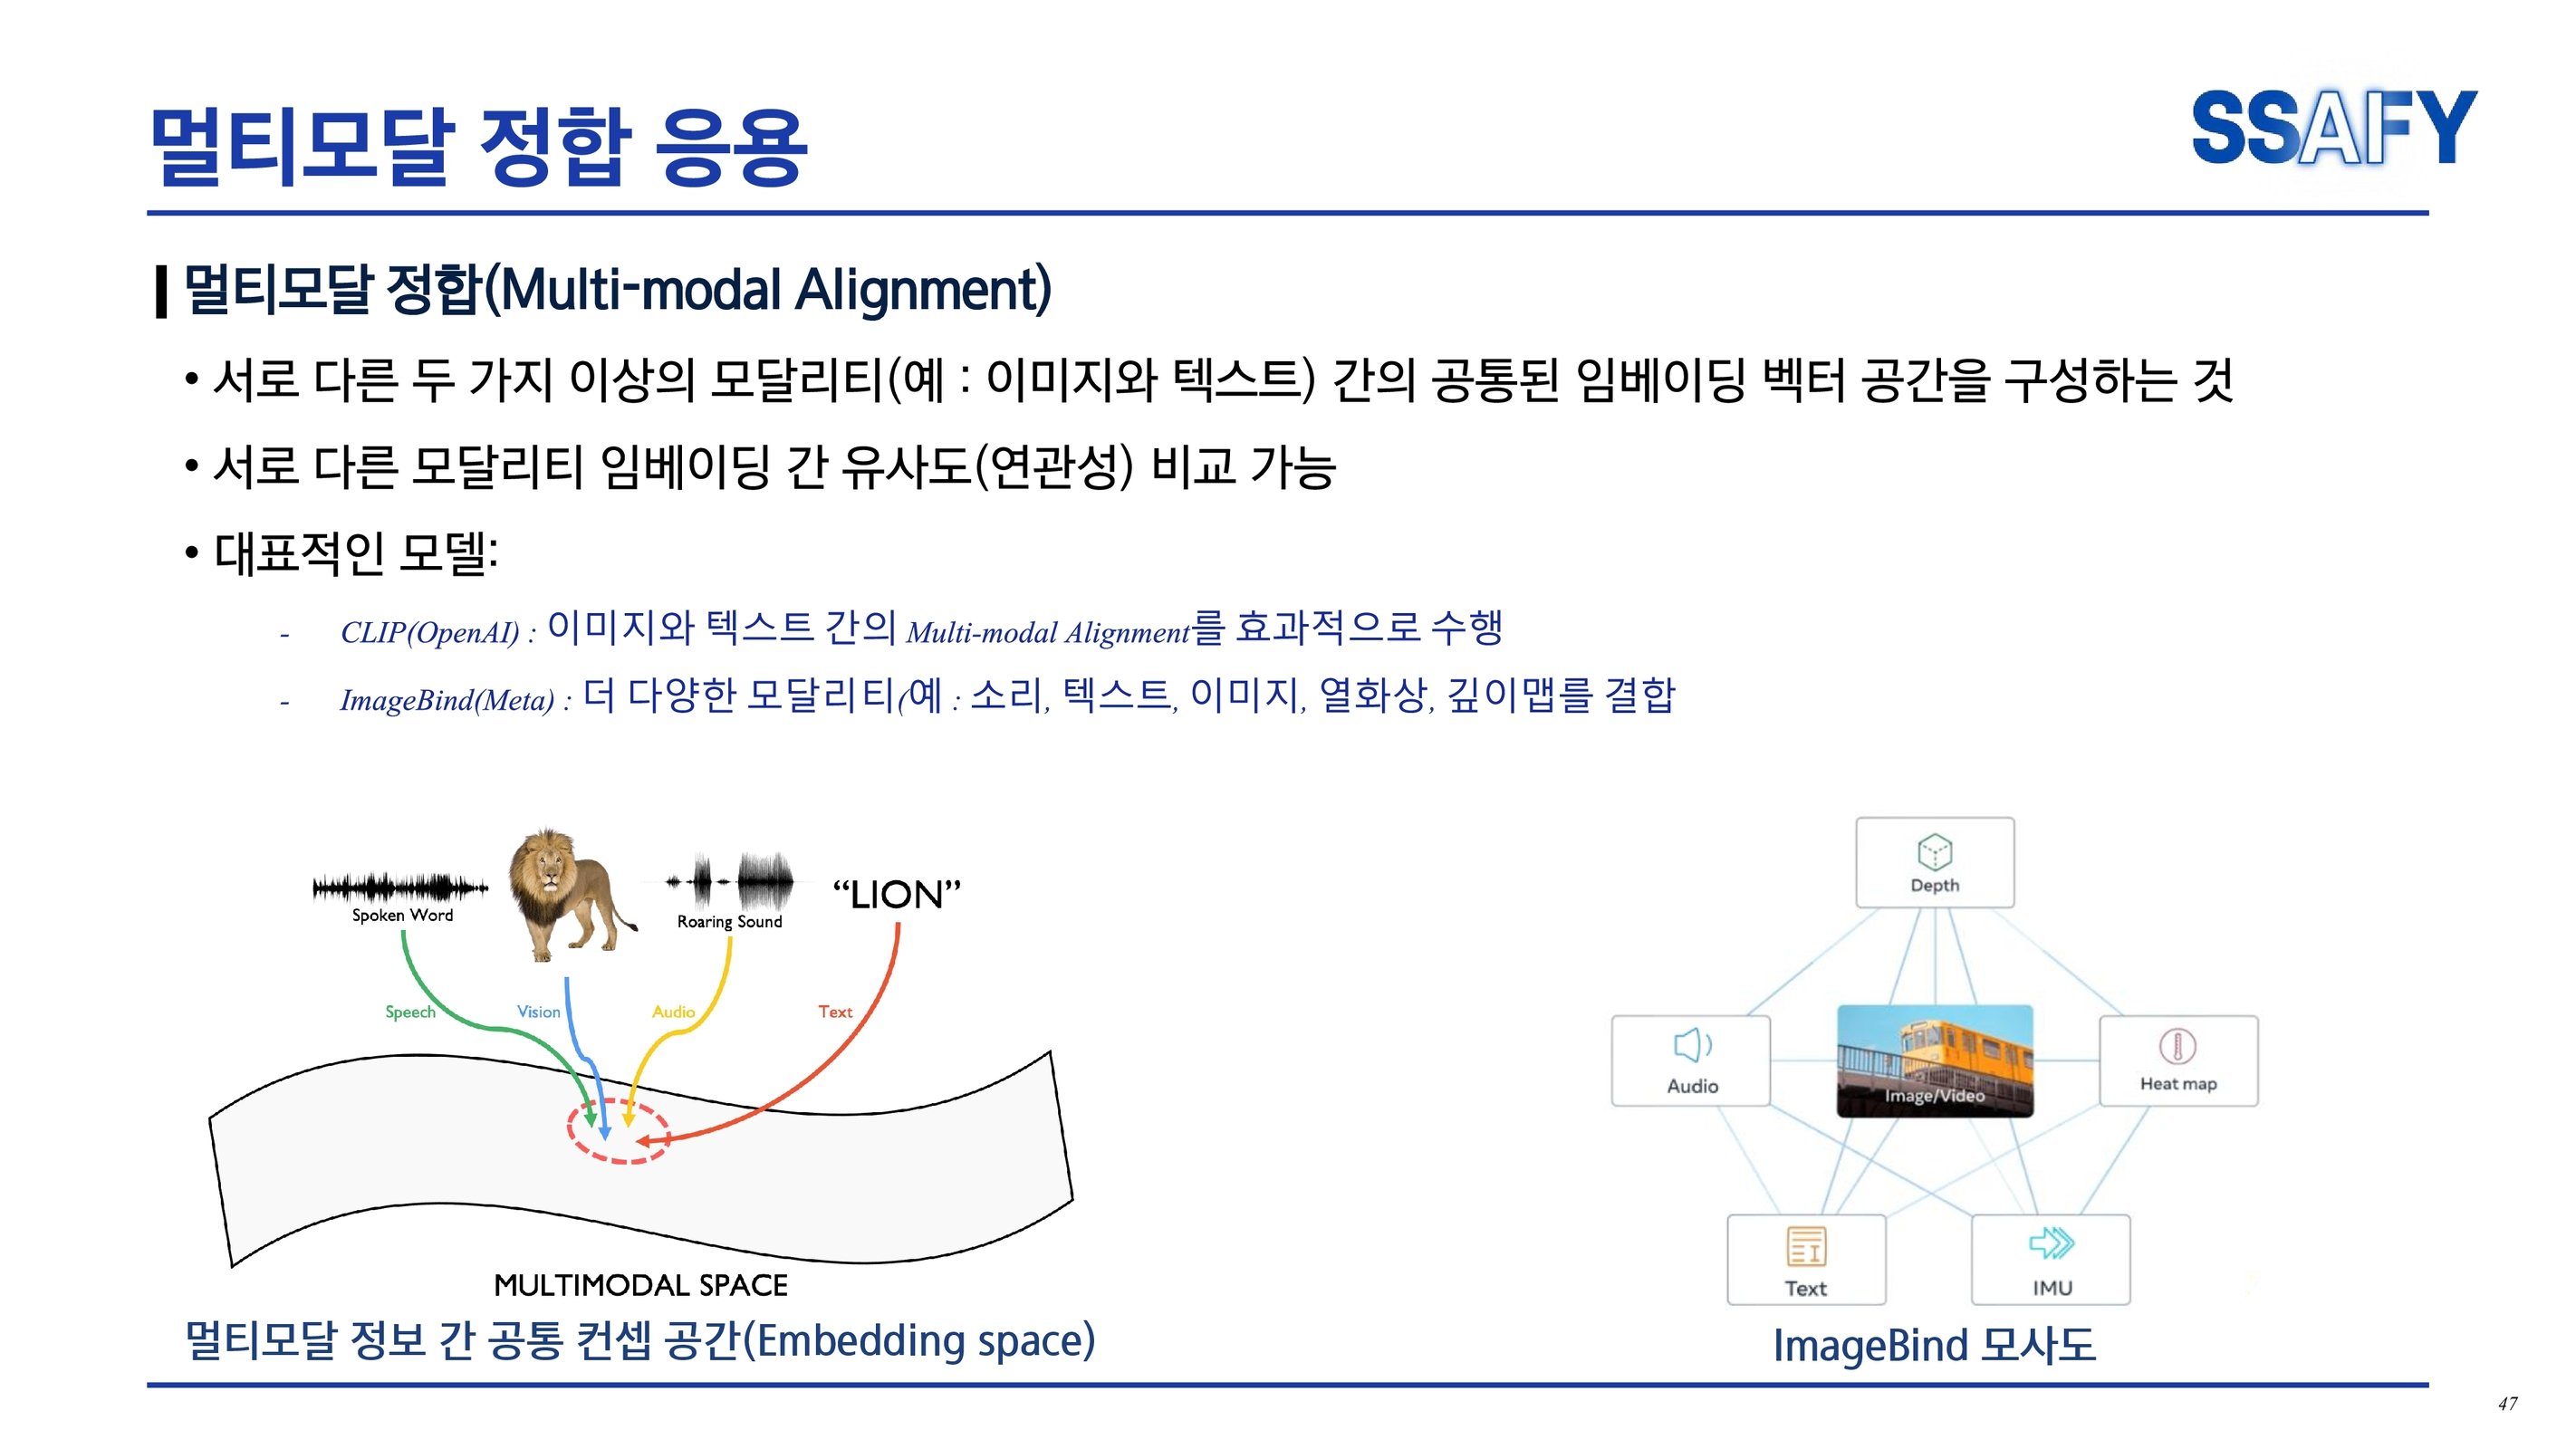 멀티모달 정합 응용
SSAFY
멀티모달 정합(Multi-modal Alignment)
• 서로 다른 두 가지 이상의 모달리티(예 : 이미지와 텍스트) 간의 공통된 임베이딩 벡터 공간을 구성하는 것
• 서로 다른 모달리티 임베이딩 간 유사도(연관성) 비교 가능
• 대표적인 모델:
- CLIP(OpenAI) : 이미지와 텍스트 간의 Multi-modal Alignment를 효과적으로 수행
- ImageBind(Meta) : 더 다양한 모달리티(예 : 소리, 텍스트, 이미지, 열화상, 깊이맵를 결합
Spoken Word
Roaring Sound
“LION”
Speech
Vision
Audio
Text
MULTIMODAL SPACE
멀티모달 정보 간 공통 컨셉 공간(Embedding space)
Depth
Audio
Image/Video
Heat map
Text
IMU
ImageBind 모사도
47